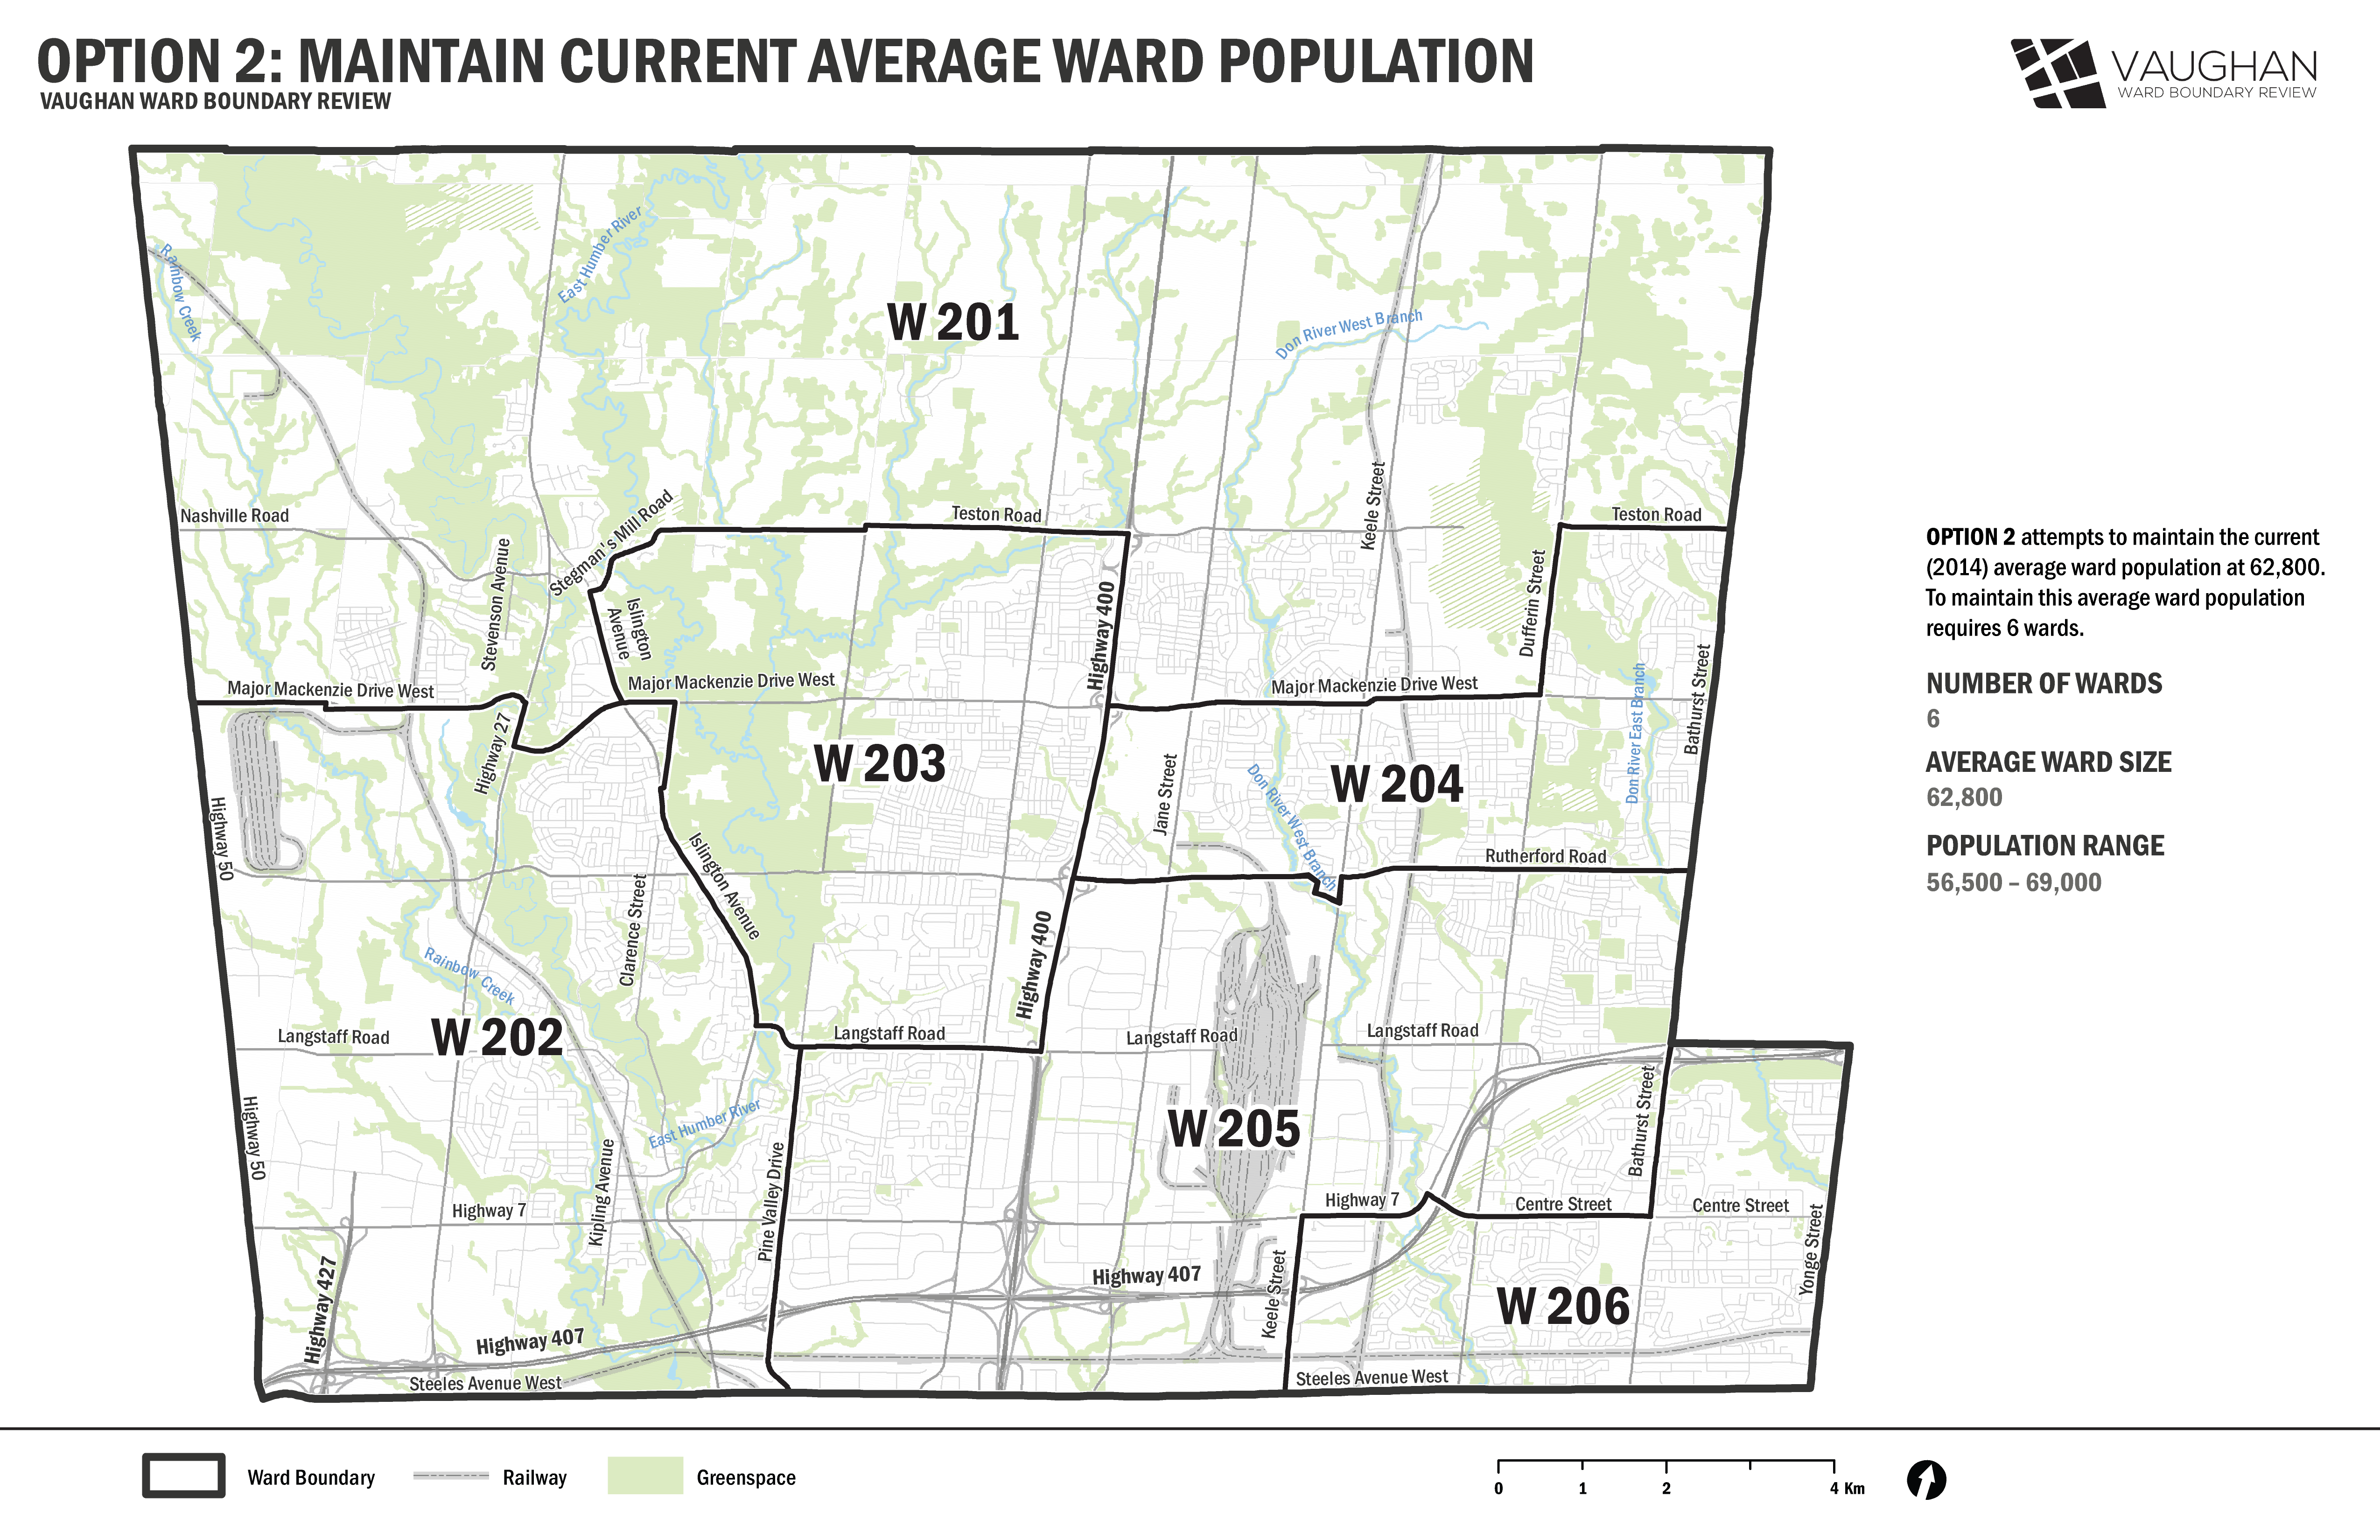 OPTION 2: MAINTAIN CURRENT AVERAGE WARD POPULATION
VAUGHAN WARD BOUNDARY REVIEW
VAUGHAN
WARD BOUNDARY REVIEW
Rainbow Creek
East Humber River
W 201
Don River West Branch
Nashville Road
Stegman's Mill Road
Teston Road
Keele Street
Teston Road
Stevenson Avenue
Islington
Avenue
Highway 400
Dufferin Street
Bathurst Street
Major Mackenzie Drive West
Major Mackenzie Drive West
Major Mackenzie Drive West
Don River East Branch
Highway 27
W 203
Jane Street
Don River West Branch
W 204
Highway 50
Islington Avenue
Rutherford Road
Clarence Street
Highway 400
Rainbow Creek
W 202
Langstaff Road
Langstaff Road
Langstaff Road
Langstaff Road
Highway 50
East Humber River
W 205
Bathurst Street
Kipling Avenue
Pine Valley Drive
Highway 7
Highway 7
Centre Street
Centre Street
Yonge Street
Highway 427
Highway 407
Keele Street
W 206
Highway 407
Steeles Avenue West
Steeles Avenue West
OPTION 2 attempts to maintain the current
(2014) average ward population at 62,800.
To maintain this average ward population
requires 6 wards.
NUMBER OF WARDS
6
AVERAGE WARD SIZE
62,800
POPULATION RANGE
56,500 – 69,000
Ward Boundary
Railway
Greenspace
0 1 2 4 Km